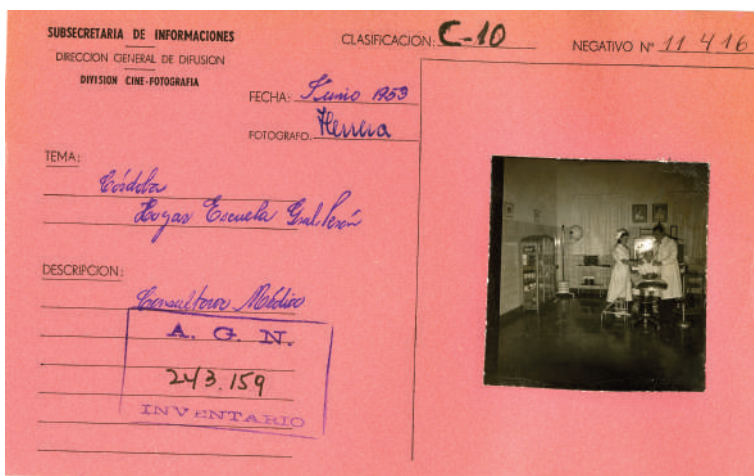 SUBSECRETARIA DE INFORMACIONES
DIRECCION GENERAL DE DIFUSION
DIVISION CINE-FOTOGRAFIA
CLASIFICACION: C-10
NEGATIVO Nº 11 416
FECHA: Junio 1953
FOTOGRAFO: Herrera
TEMA:
Córdoba
Hogar Escuela Gral Perón
DESCRIPCION:
Consultorio Médico
A. G. N.
243.159
INVENTARIO